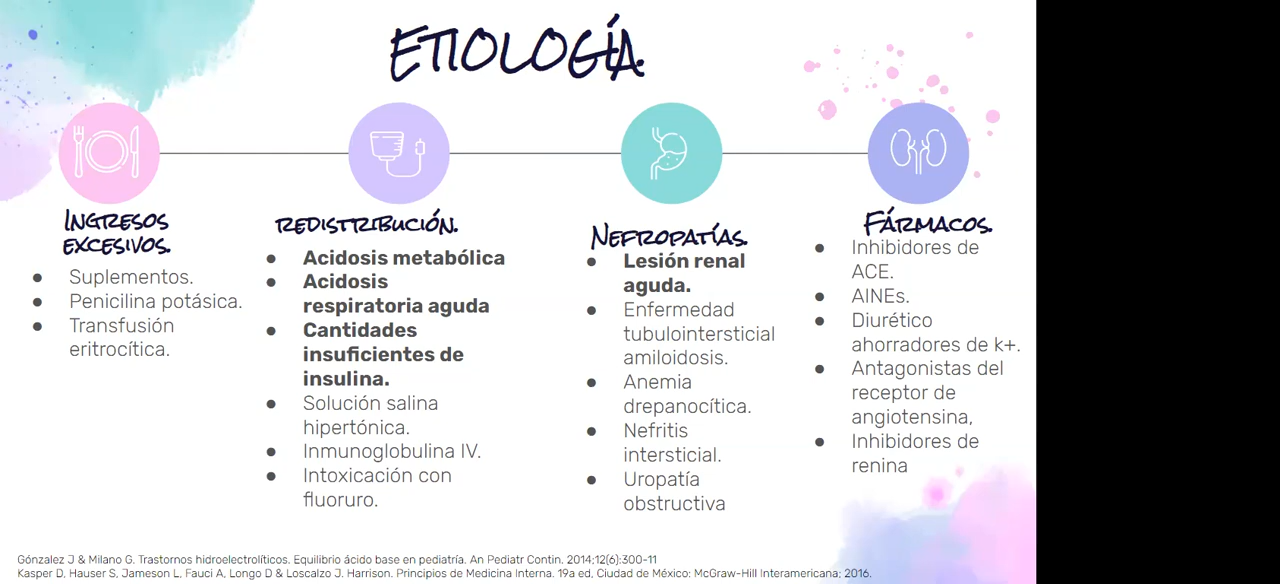 ETIOLOGÍA.
INGRESOS
EXCESIVOS.
• Suplementos.
• Penicilina potásica.
• Transfusión
eritrocítica.
REDISTRIBUCIÓN.
• Acidosis metabólica
• Acidosis
respiratoria aguda
• Cantidades
insuficientes de
insulina.
• Solución salina
hipertónica.
• Inmunoglobulina IV.
• Intoxicación con
fluoruro.
NEFROPATÍAS.
• Lesión renal
aguda.
• Enfermedad
tubulointersticial
amiloidosis.
• Anemia
drepanocítica.
• Nefritis
intersticial.
• Uropatía
obstructiva
FÁRMACOS.
• Inhibidores de
ACE.
• AINEs.
• Diurético
ahorradores de k+.
• Antagonistas del
receptor de
angiotensina,
• Inhibidores de
renina
Gónzalez J & Milano G. Trastornos hidroelectrolíticos. Equilibrio ácido base en pediatría. An Pediatr Contin, 2014;12(6):300-11
Kasper D, Hauser S, Jameson L, Fauci A, Longo D & Loscalzo J. Harrison. Principios de Medicina Interna. 19a ed, Ciudad de México: McGraw-Hill Interamericana; 2016.